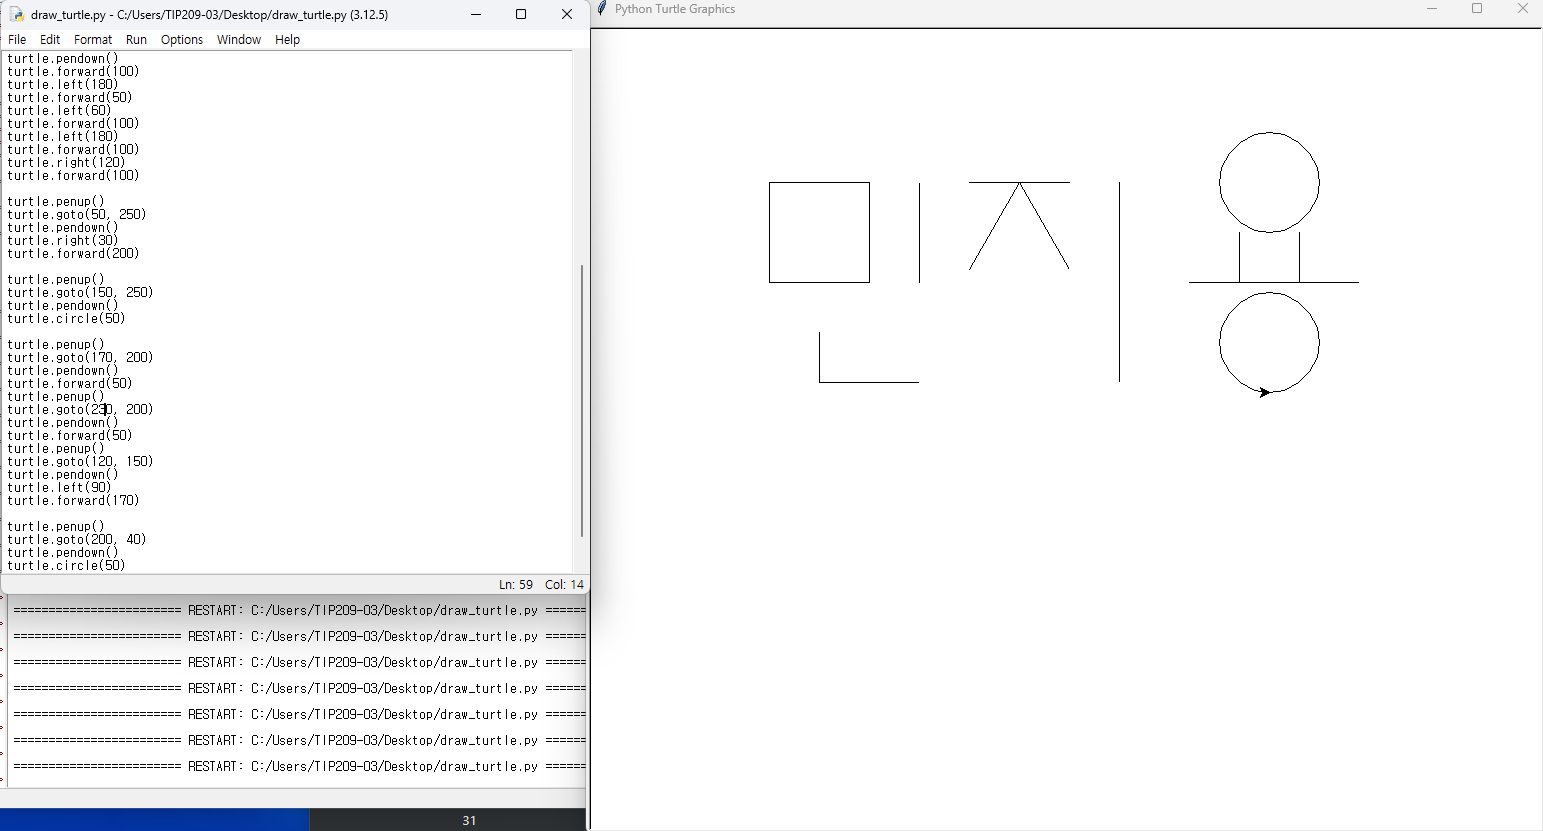 draw_turtle.py - C:/Users/TIP209-03/Desktop/draw_turtle.py (3.12.5)
File Edit Format Run Options Window Help
turtle.pendown()
turtle.forward(100)
turtle.left(180)
turtle.forward(50)
turtle.left(60)
turtle.forward(100)
turtle.left(180)
turtle.forward(100)
turtle.right(120)
turtle.forward(100)
turtle.penup()
turtle.goto(50, 250)
turtle.pendown()
turtle.right(30)
turtle.forward(200)
turtle.penup()
turtle.goto(150, 250)
turtle.pendown()
turtle.circle(50)
turtle.penup()
turtle.goto(170, 200)
turtle.pendown()
turtle.forward(50)
turtle.penup()
turtle.goto(230, 200)
turtle.pendown()
turtle.forward(50)
turtle.penup()
turtle.goto(120, 150)
turtle.pendown()
turtle.left(90)
turtle.forward(170)
turtle.penup()
turtle.goto(200, 40)
turtle.pendown()
turtle.circle(50)
Ln: 59 Col: 14
======================== RESTART: C:/Users/TIP209-03/Desktop/draw_turtle.py ======
======================== RESTART: C:/Users/TIP209-03/Desktop/draw_turtle.py ======
======================== RESTART: C:/Users/TIP209-03/Desktop/draw_turtle.py ======
======================== RESTART: C:/Users/TIP209-03/Desktop/draw_turtle.py ======
======================== RESTART: C:/Users/TIP209-03/Desktop/draw_turtle.py ======
======================== RESTART: C:/Users/TIP209-03/Desktop/draw_turtle.py ======
======================== RESTART: C:/Users/TIP209-03/Desktop/draw_turtle.py ======
31
Python Turtle Graphics
민지웅